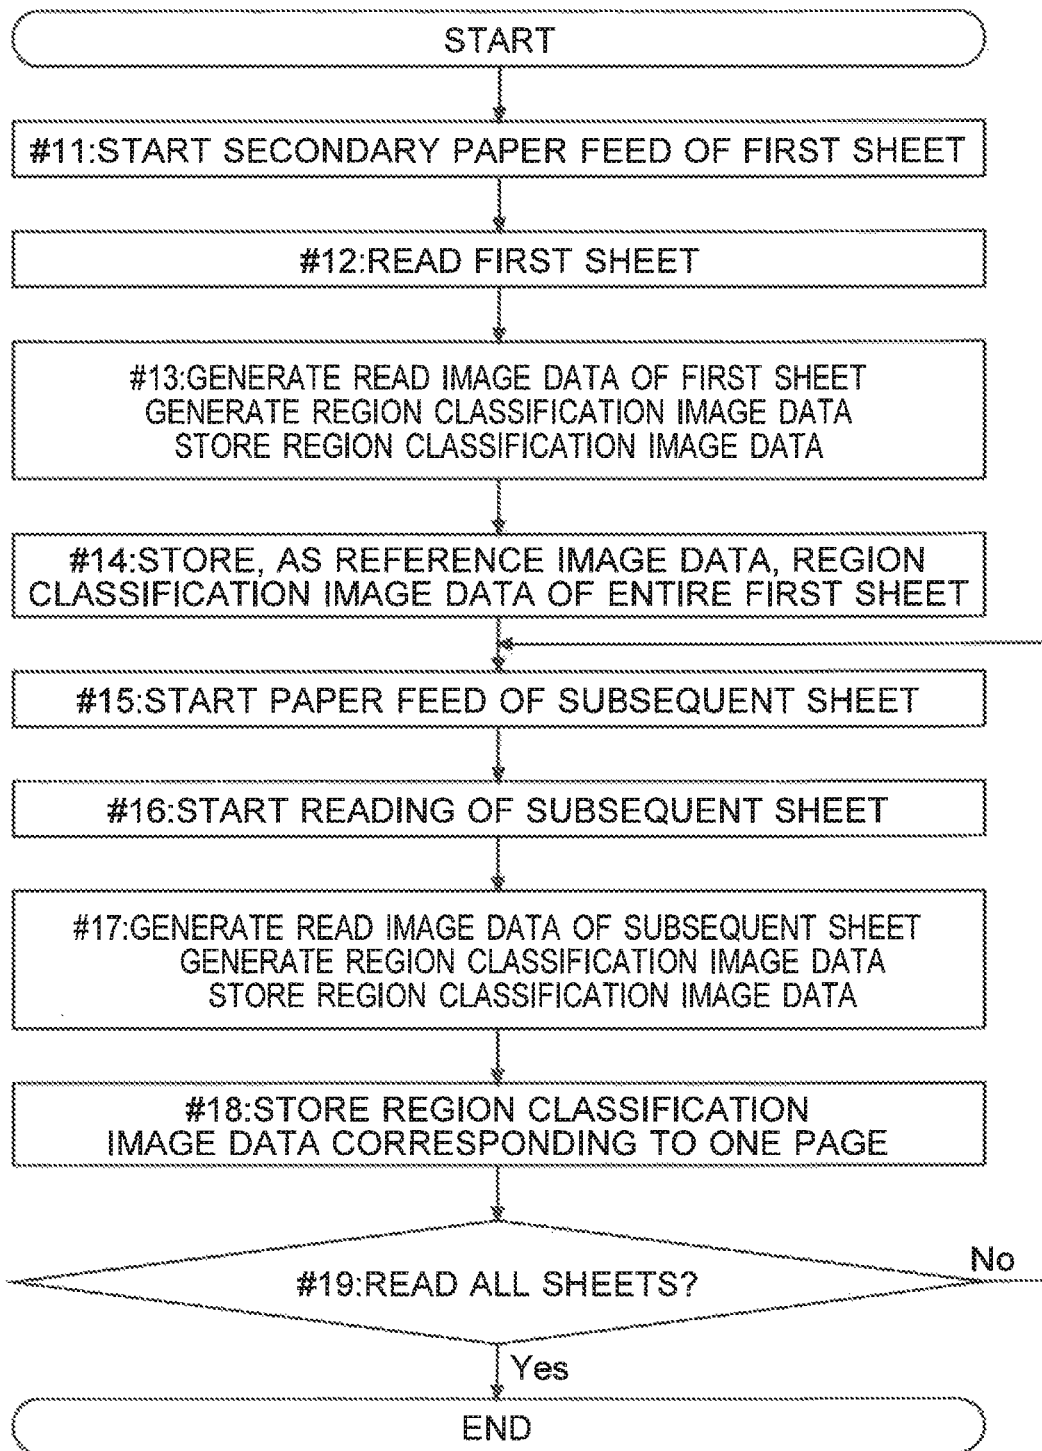 START
#11:START SECONDARY PAPER FEED OF FIRST SHEET
#12:READ FIRST SHEET
#13:GENERATE READ IMAGE DATA OF FIRST SHEET
GENERATE REGION CLASSIFICATION IMAGE DATA
STORE REGION CLASSIFICATION IMAGE DATA
#14:STORE, AS REFERENCE IMAGE DATA, REGION
CLASSIFICATION IMAGE DATA OF ENTIRE FIRST SHEET
#15:START PAPER FEED OF SUBSEQUENT SHEET
#16:START READING OF SUBSEQUENT SHEET
#17:GENERATE READ IMAGE DATA OF SUBSEQUENT SHEET
GENERATE REGION CLASSIFICATION IMAGE DATA
STORE REGION CLASSIFICATION IMAGE DATA
#18:STORE REGION CLASSIFICATION
IMAGE DATA CORRESPONDING TO ONE PAGE
#19:READ ALL SHEETS?
No
Yes
END